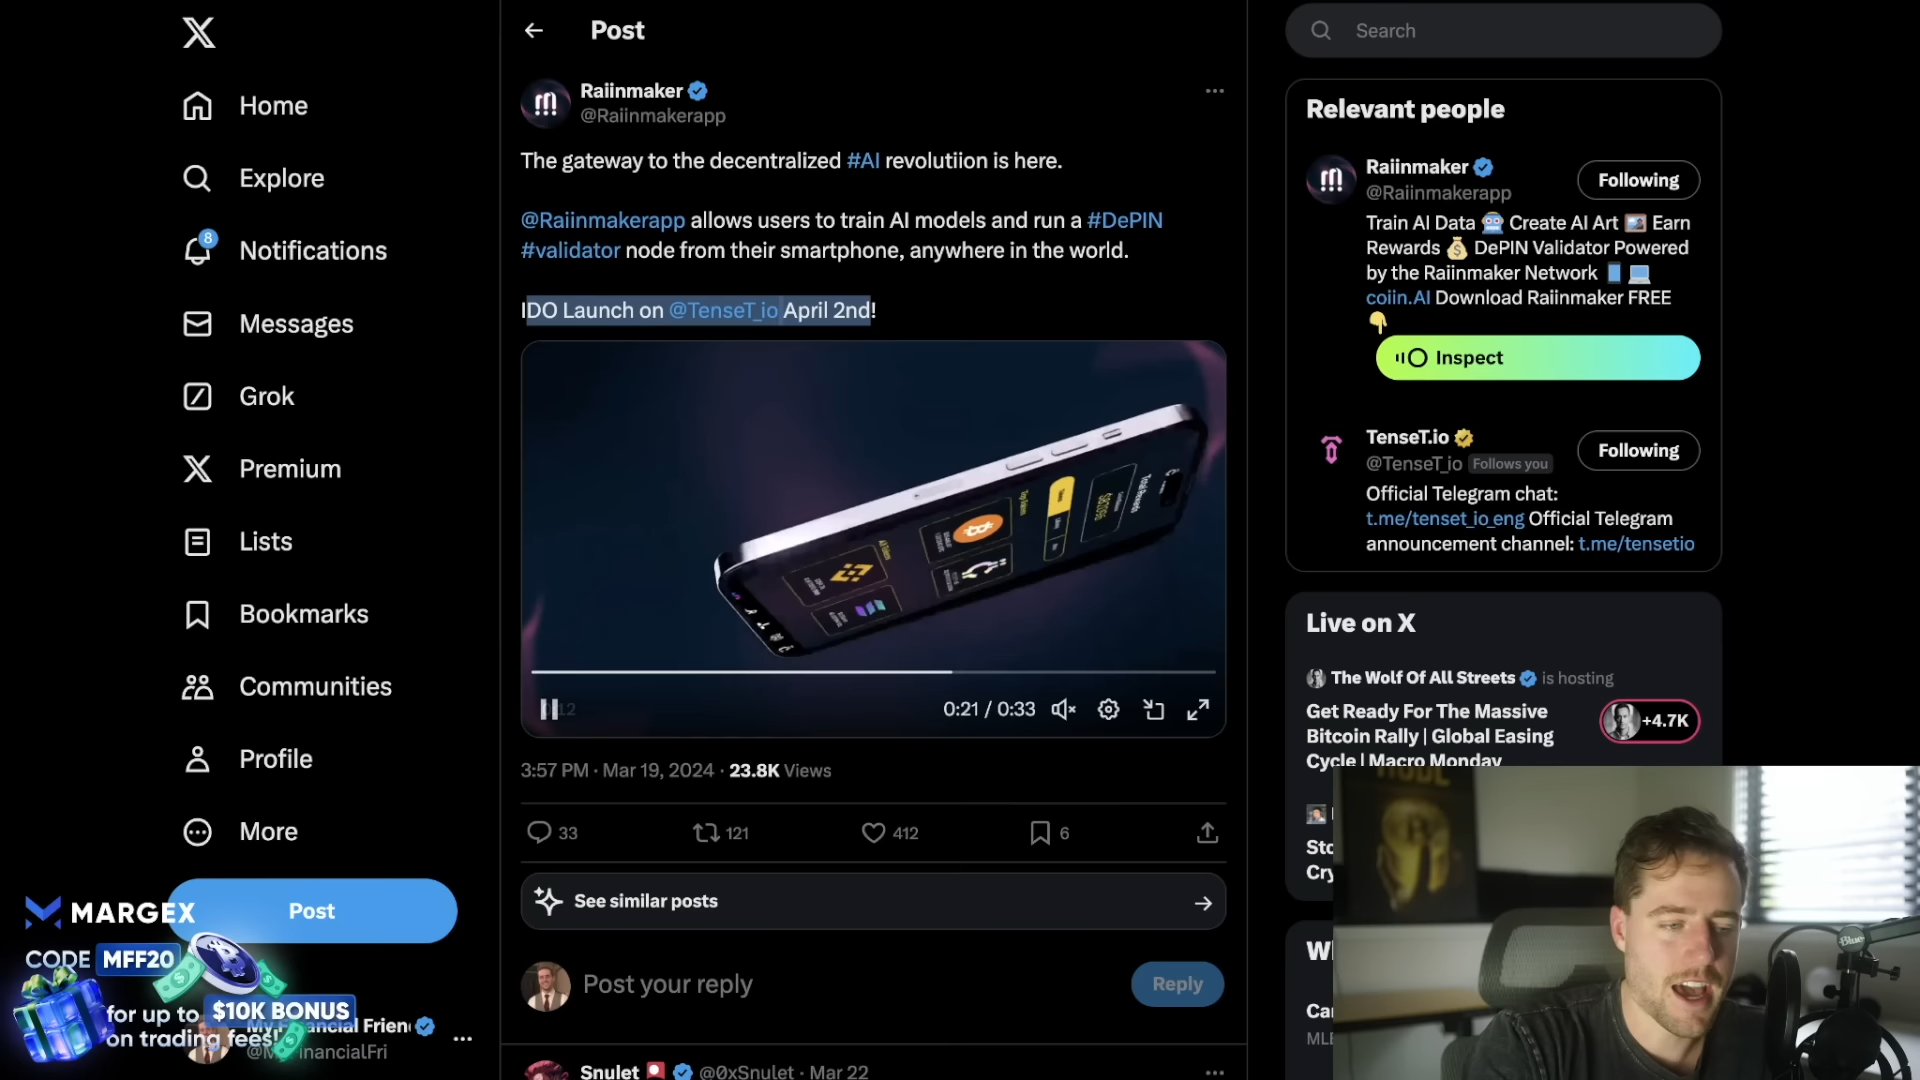 Home
Explore
8
Notifications
Messages
Grok
Premium
Lists
Bookmarks
Communities
Profile
More
Post
MARGEX
CODE MFF20
for up to $10K BONUS
on trading fees!
Post
Raiinmaker
@Raiinmakerapp
The gateway to the decentralized #AI revolutiion is here.
@Raiinmakerapp allows users to train AI models and run a #DePIN
#validator node from their smartphone, anywhere in the world.
IDO Launch on @TenseT_io April 2nd!
0:21 / 0:33
3:57 PM · Mar 19, 2024 · 23.8K Views
33
121
412
6
See similar posts
Post your reply
Reply
Snulet @0xSnulet · Mar 22
Search
Relevant people
Raiinmaker
@Raiinmakerapp
Following
Train AI Data Create AI Art Earn
Rewards DePIN Validator Powered
by the Raiinmaker Network
coiin.AI Download Raiinmaker FREE
Inspect
TenseT.io
@TenseT_io Follows you
Following
Official Telegram chat:
t.me/tenset_io_eng Official Telegram
announcement channel: t.me/tensetio
Live on X
The Wolf Of All Streets is hosting
Get Ready For The Massive
Bitcoin Rally | Global Easing
Cycle | Macro Monday
+4.7K
Blue